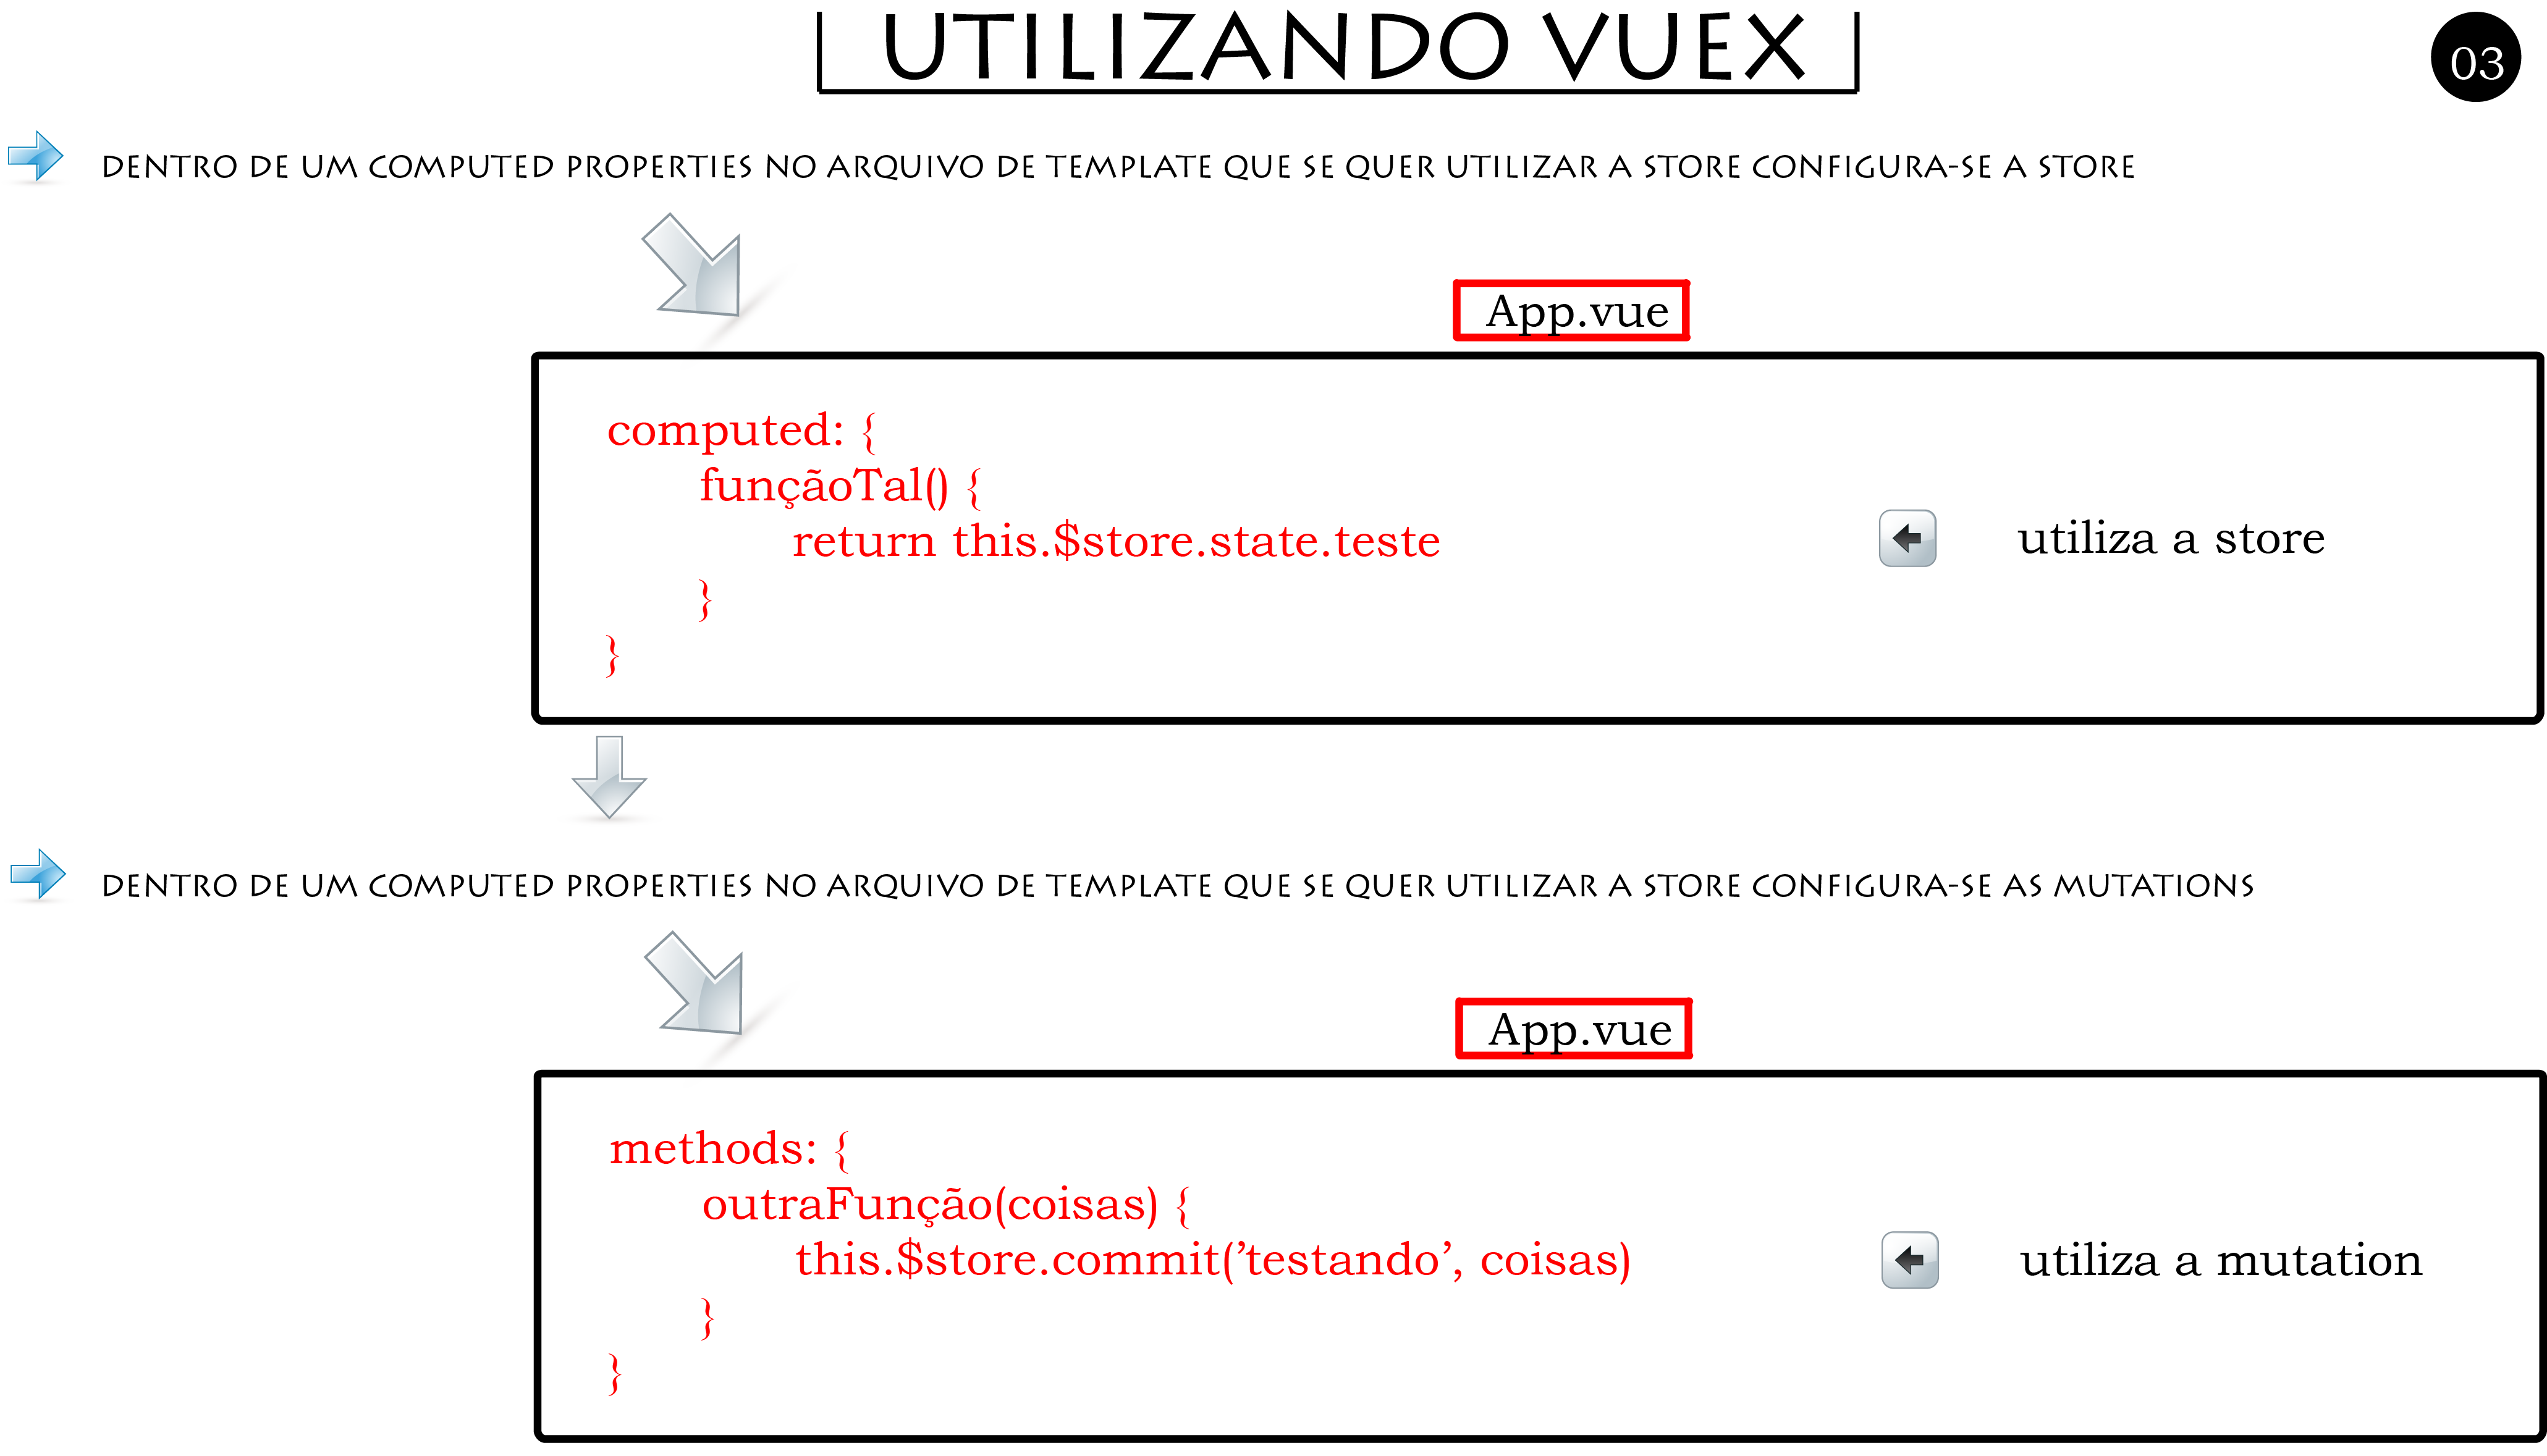 UTILIZANDO VUEX
03
DENTRO DE UM COMPUTED PROPERTIES NO ARQUIVO DE TEMPLATE QUE SE QUER UTILIZAR A STORE CONFIGURA-SE A STORE
App.vue
computed: {
funçãoTal() {
return this.$store.state.teste
utiliza a store
}
}
DENTRO DE UM COMPUTED PROPERTIES NO ARQUIVO DE TEMPLATE QUE SE QUER UTILIZAR A STORE CONFIGURA-SE AS MUTATIONS
App.vue
methods: {
outraFunção(coisas) {
this.$store.commit(’testando’, coisas)
utiliza a mutation
}
}